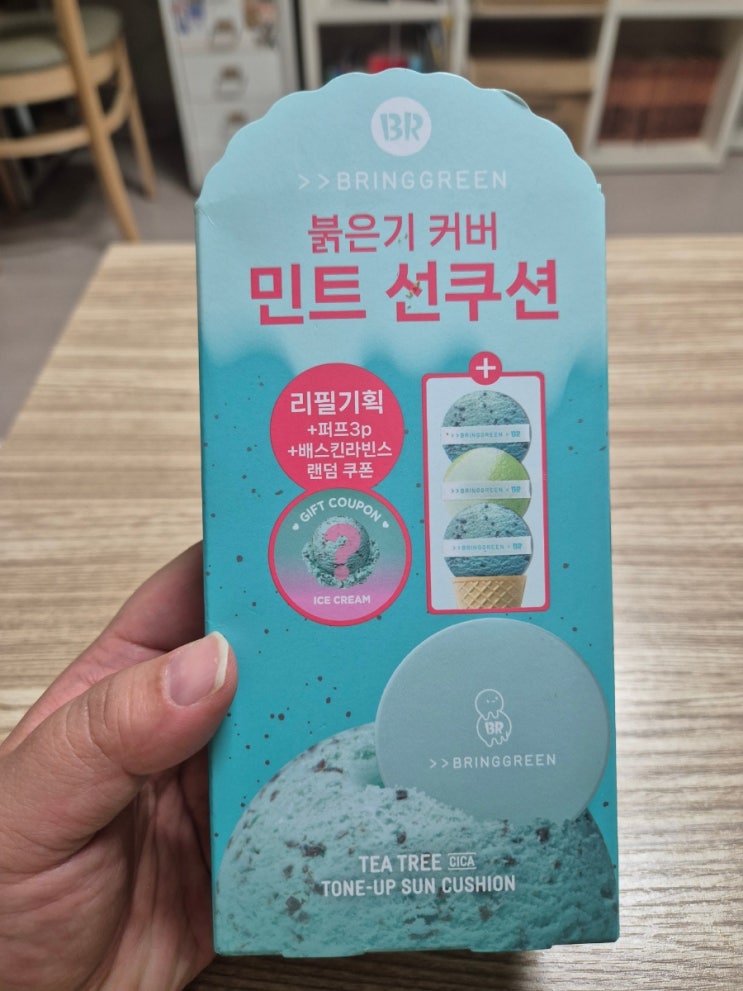 BR
>>BRINGGREEN
붉은기 커버
민트 선쿠션
리필기획
+퍼프3p
+배스킨라빈스
랜덤 쿠폰
GIFT COUPON
?
ICE CREAM
+
>>BRINGGREEN + BR
>>BRINGGREEN + BR
>>BRINGGREEN + BR
BR
>>BRINGGREEN
TEA TREE CICA
TONE-UP SUN CUSHION